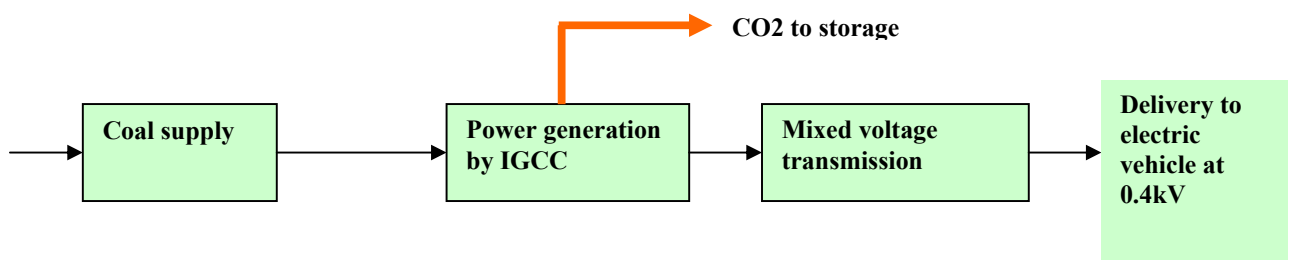 CO2 to storage
Coal supply
Power generation
by IGCC
Mixed voltage
transmission
Delivery to
electric
vehicle at
0.4kV